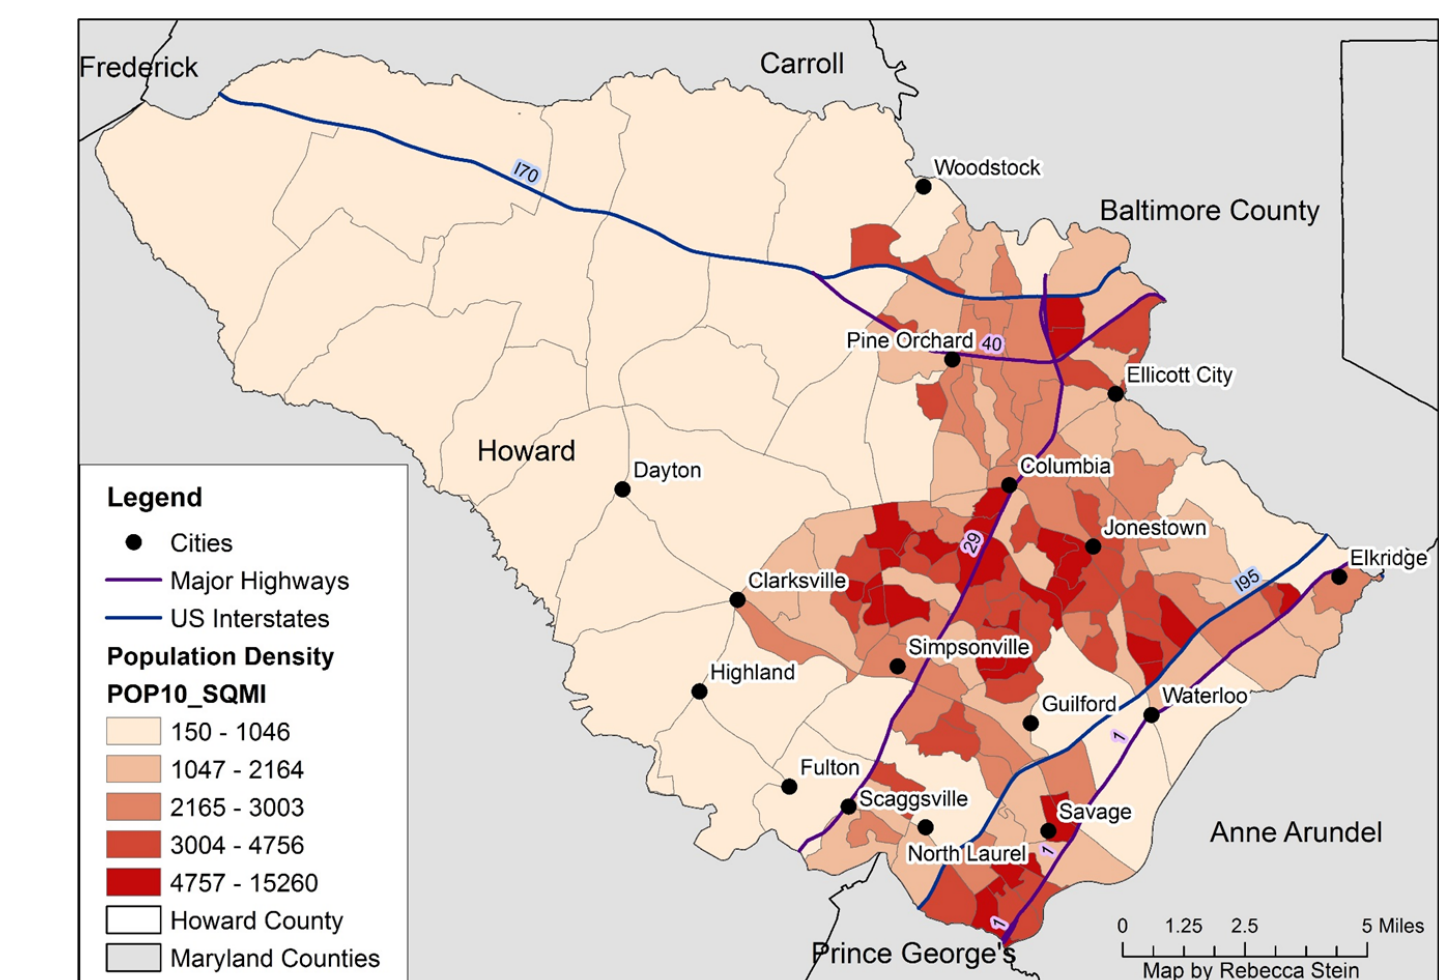 Frederick
Carroll
I70
Woodstock
Baltimore County
Pine Orchard
40
Ellicott City
Howard
Dayton
Columbia
29
Jonestown
Elkridge
I95
Clarksville
Simpsonville
Highland
Guilford
Waterloo
1
Fulton
Scaggsville
Savage
1
North Laurel
Anne Arundel
1
Prince George's
Legend
Cities
Major Highways
US Interstates
Population Density
POP10_SQMI
150 - 1046
1047 - 2164
2165 - 3003
3004 - 4756
4757 - 15260
Howard County
Maryland Counties
0 1.25 2.5 5 Miles
Map by Rebecca Stein